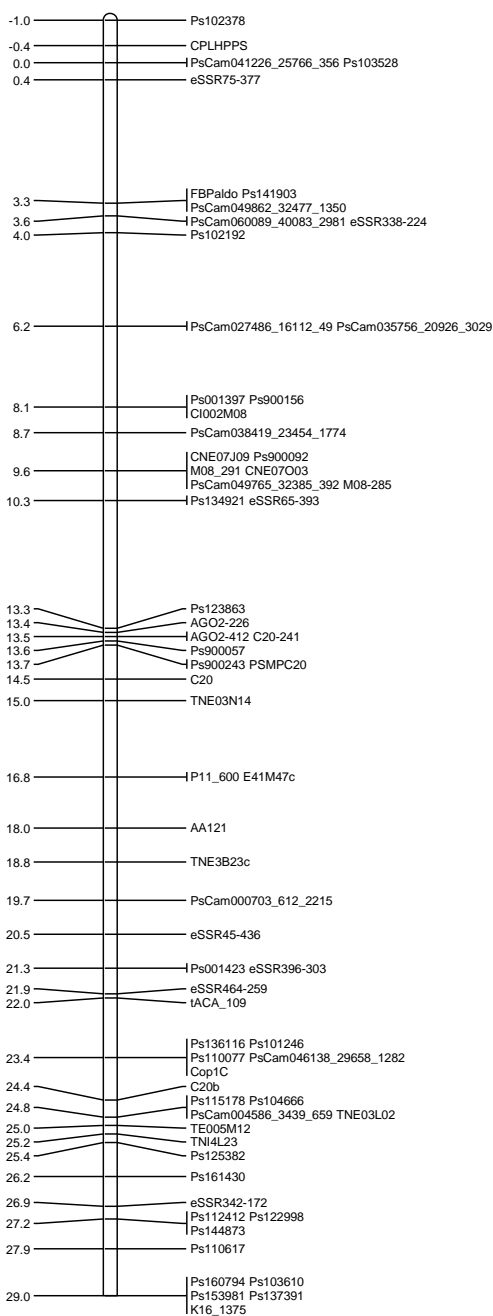 -1.0 Ps102378
-0.4 CPLHPPS
0.0 PsCam041226_25766_356 Ps103528
0.4 eSSR75-377
3.3 FBPaldo Ps141903
PsCam049862_32477_1350
3.6 PsCam060089_40083_2981 eSSR338-224
4.0 Ps102192
6.2 PsCam027486_16112_49 PsCam035756_20926_3029
8.1 Ps001397 Ps900156
CI002M08
8.7 PsCam038419_23454_1774
9.6 CNE07J09 Ps900092
M08_291 CNE07O03
PsCam049765_32385_392 M08-285
10.3 Ps134921 eSSR65-393
13.3 Ps123863
13.4 AGO2-226
13.5 AGO2-412 C20-241
13.6 Ps900057
13.7 Ps900243 PSMPC20
14.5 C20
15.0 TNE03N14
16.8 P11_600 E41M47c
18.0 AA121
18.8 TNE3B23c
19.7 PsCam000703_612_2215
20.5 eSSR45-436
21.3 Ps001423 eSSR396-303
21.9 eSSR464-259
22.0 tACA_109
23.4 Ps136116 Ps101246
Ps110077 PsCam046138_29658_1282
Cop1C
24.4 C20b
24.8 Ps115178 Ps104666
PsCam004586_3439_659 TNE03L02
25.0 TE005M12
25.2 TNI4L23
25.4 Ps125382
26.2 Ps161430
26.9 eSSR342-172
27.2 Ps112412 Ps122998
Ps144873
27.9 Ps110617
29.0 Ps160794 Ps103610
Ps153981 Ps137391
K16_1375